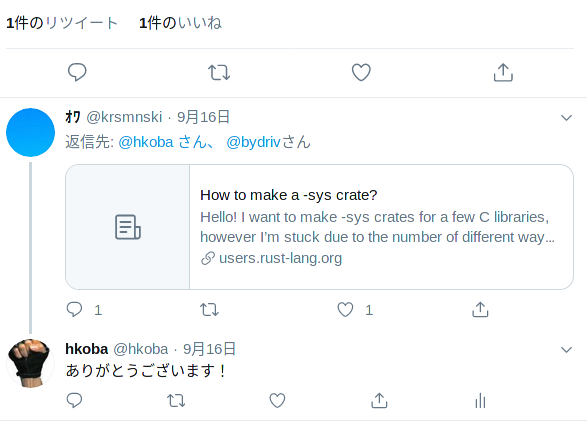 1件のリツイート 1件のいいね
ｵﾜ @krsmnski · 9月16日
返信先: @hkoba さん、 @bydrivさん
How to make a -sys crate?
Hello! I want to make -sys crates for a few C libraries,
however I'm stuck due to the number of different way...
users.rust-lang.org
1 1
hkoba @hkoba · 9月16日
ありがとうございます！